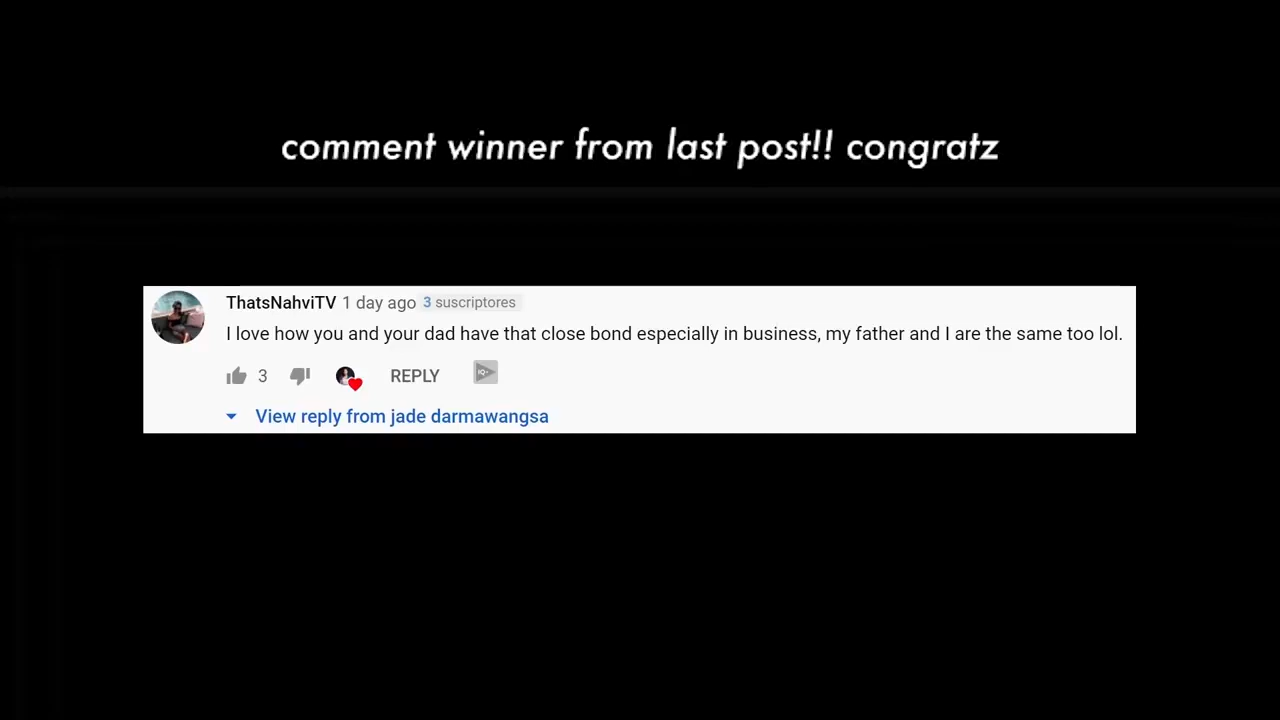 comment winner from last post!! congratz
ThatsNahviTV 1 day ago 3 suscriptores
I love how you and your dad have that close bond especially in business, my father and I are the same too lol.
3 REPLY IQ+
View reply from jade darmawangsa